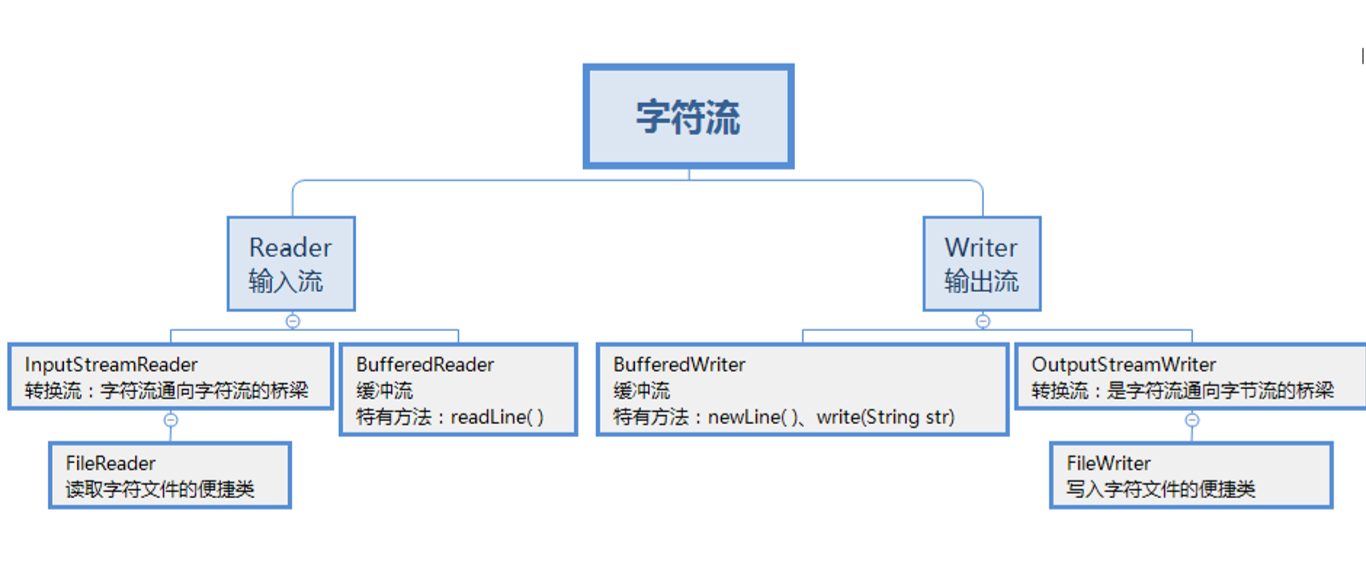 字符流
Reader
输入流
Writer
输出流
InputStreamReader
转换流：字符流通向字符流的桥梁
BufferedReader
缓冲流
特有方法：readLine( )
BufferedWriter
缓冲流
特有方法：newLine( )、write(String str)
OutputStreamWriter
转换流：是字符流通向字节流的桥梁
FileReader
读取字符文件的便捷类
FileWriter
写入字符文件的便捷类